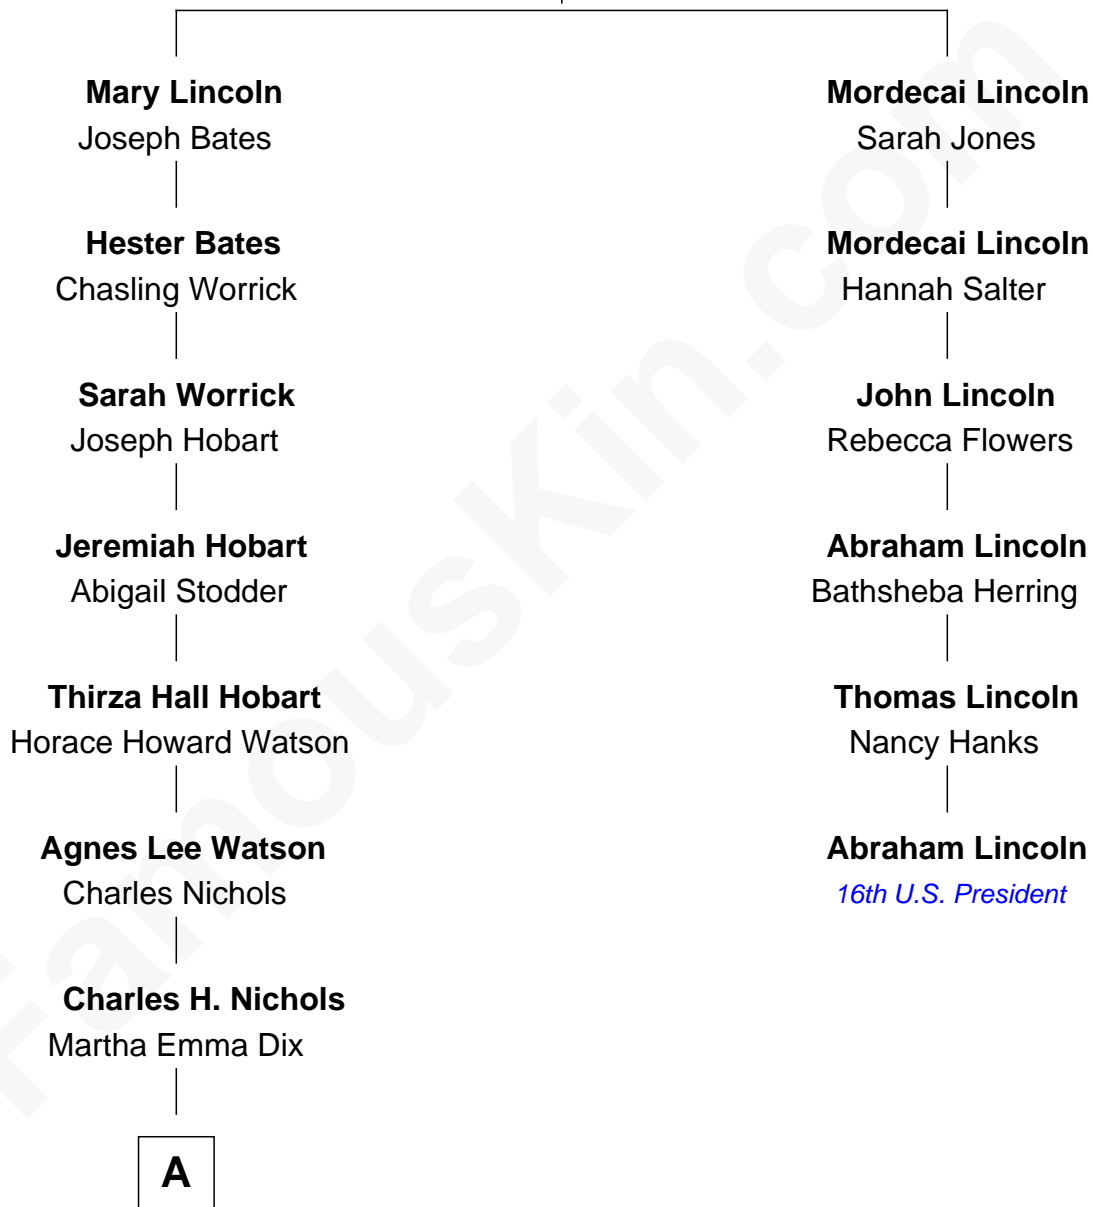 Mary Lincoln
Joseph Bates
Hester Bates
Chasling Worrick
Sarah Worrick
Joseph Hobart
Jeremiah Hobart
Abigail Stodder
Thirza Hall Hobart
Horace Howard Watson
Agnes Lee Watson
Charles Nichols
Charles H. Nichols
Martha Emma Dix
A
Mordecai Lincoln
Sarah Jones
Mordecai Lincoln
Hannah Salter
John Lincoln
Rebecca Flowers
Abraham Lincoln
Bathsheba Herring
Thomas Lincoln
Nancy Hanks
Abraham Lincoln
16th U.S. President
FamousKin.com